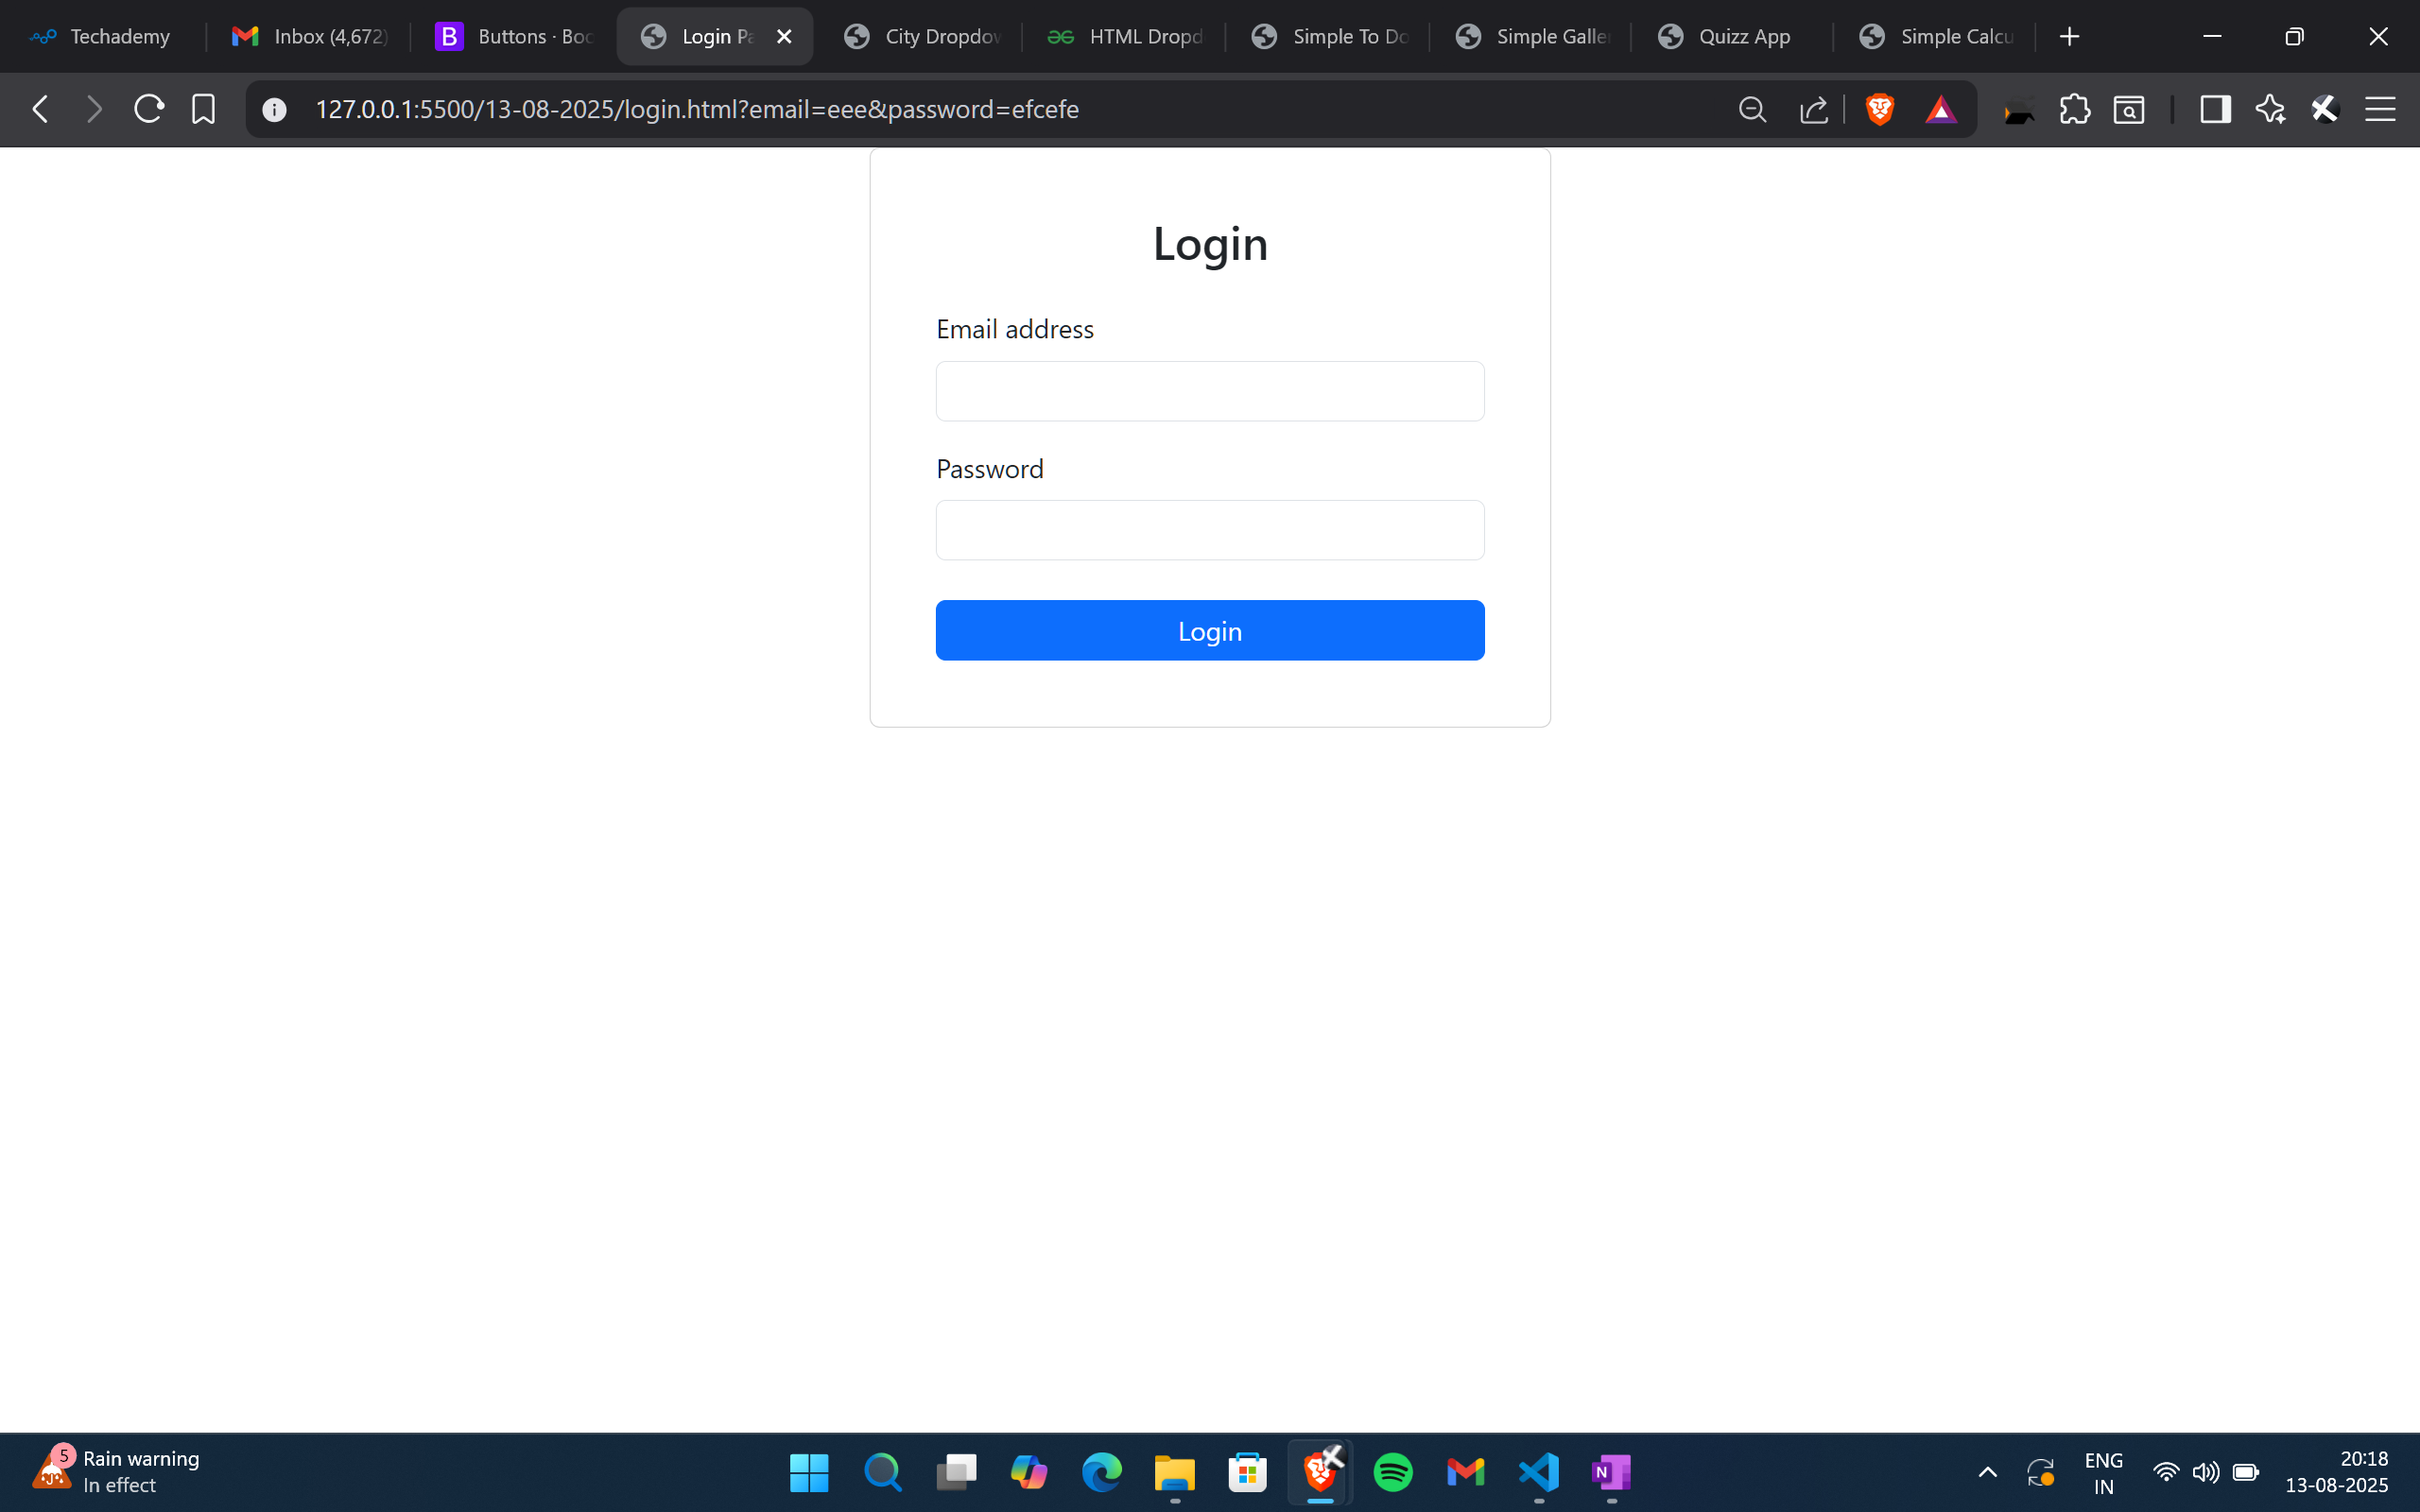 Techademy
Inbox (4,672)
B
Buttons · Boo
Login Pa
City Dropdow
HTML Dropd
Simple To Do
Simple Galle
Quizz App
Simple Calcu
127.0.0.1:5500/13-08-2025/login.html?email=eee&password=efcefe
Login
Email address
Password
Login
5
Rain warning
In effect
N
ENG
IN
20:18
13-08-2025